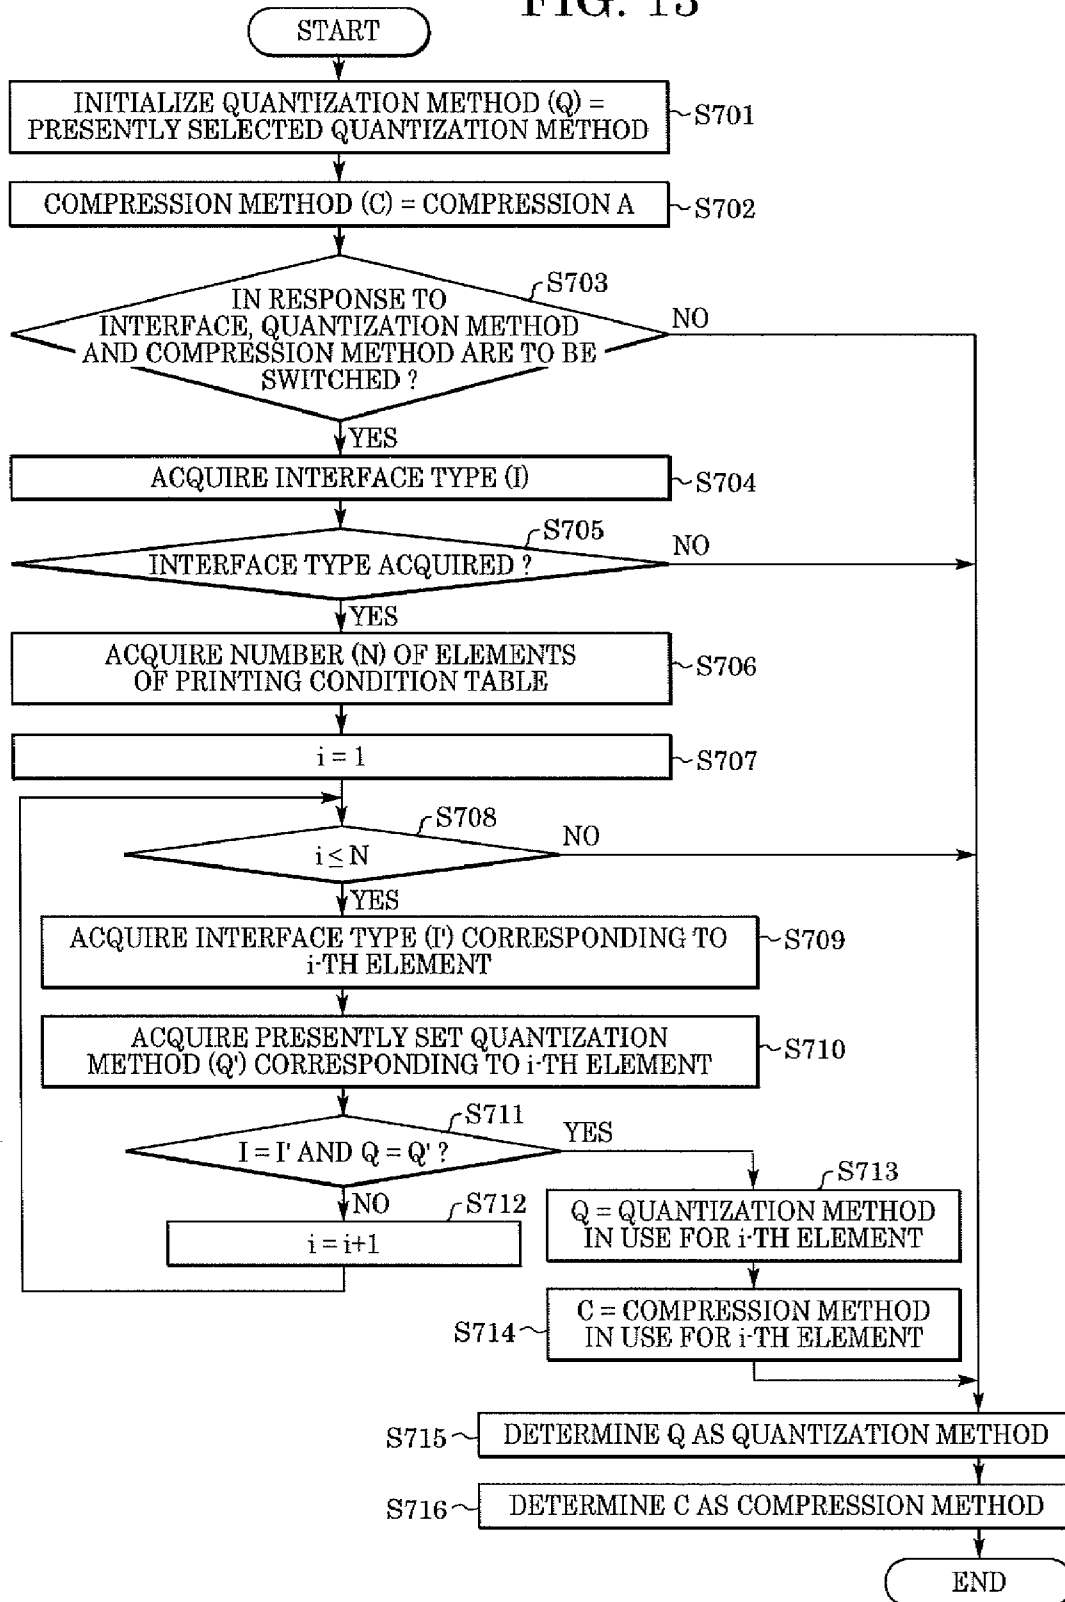 FIG. 13
START
INITIALIZE QUANTIZATION METHOD (Q) =
PRESENTLY SELECTED QUANTIZATION METHOD
S701
COMPRESSION METHOD (C) = COMPRESSION A
S702
S703
IN RESPONSE TO
INTERFACE, QUANTIZATION METHOD
AND COMPRESSION METHOD ARE TO BE
SWITCHED ?
NO
YES
ACQUIRE INTERFACE TYPE (I)
S704
S705
INTERFACE TYPE ACQUIRED ?
NO
YES
ACQUIRE NUMBER (N) OF ELEMENTS
OF PRINTING CONDITION TABLE
S706
i = 1
S707
S708
i ≤ N
NO
YES
ACQUIRE INTERFACE TYPE (I') CORRESPONDING TO
i-TH ELEMENT
S709
ACQUIRE PRESENTLY SET QUANTIZATION
METHOD (Q') CORRESPONDING TO i-TH ELEMENT
S710
S711
I = I' AND Q = Q' ?
YES
NO
S712
i = i+1
S713
Q = QUANTIZATION METHOD
IN USE FOR i-TH ELEMENT
C = COMPRESSION METHOD
IN USE FOR i-TH ELEMENT
S714
S715
DETERMINE Q AS QUANTIZATION METHOD
S716
DETERMINE C AS COMPRESSION METHOD
END